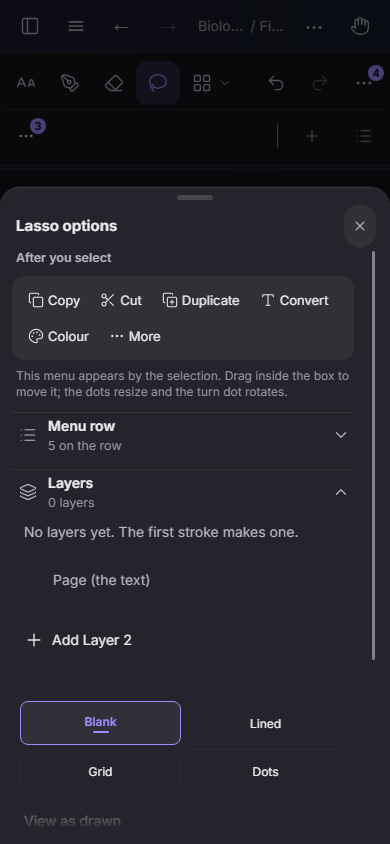 Biolo... / Fi...
AA
4
3
Lasso options
After you select
Copy Cut Duplicate Convert
Colour More
This menu appears by the selection. Drag inside the box to
move it; the dots resize and the turn dot rotates.
Menu row
5 on the row
Layers
0 layers
No layers yet. The first stroke makes one.
Page (the text)
Add Layer 2
Blank Lined
Grid Dots
View as drawn